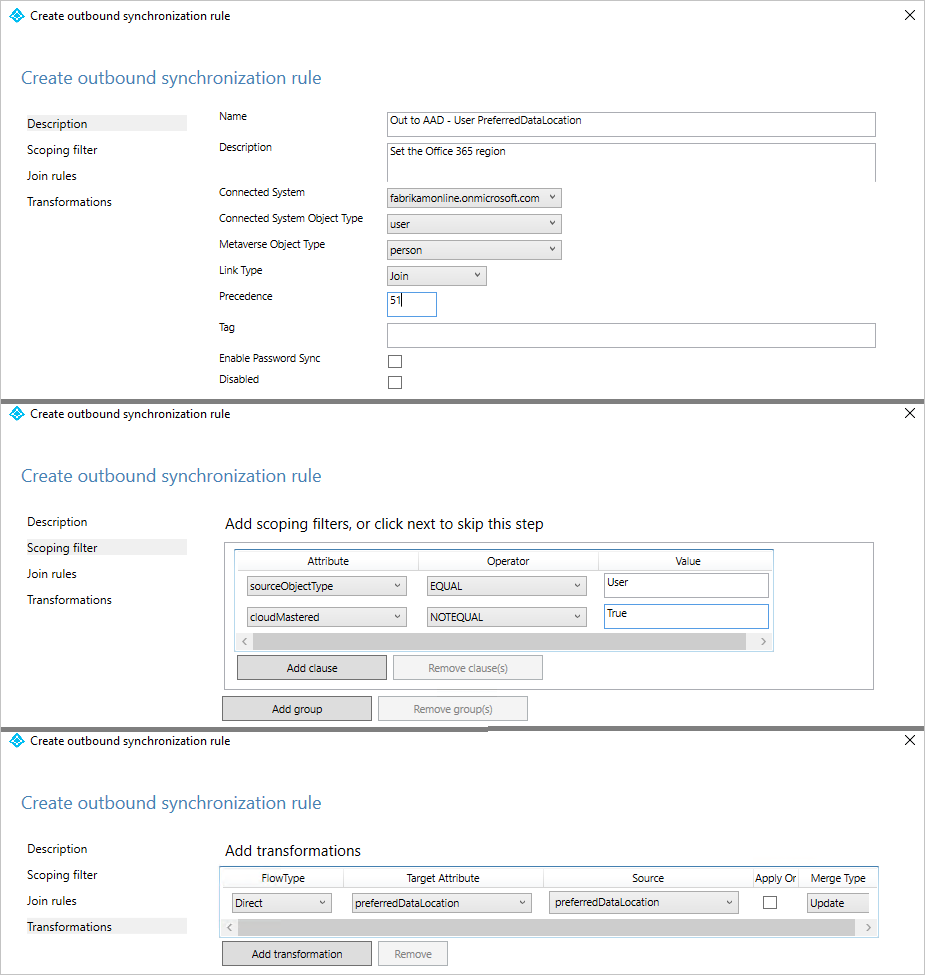 Create outbound synchronization rule
Create outbound synchronization rule
Description
Scoping filter
Join rules
Transformations
Name
Out to AAD - User PreferredDataLocation
Description
Set the Office 365 region
Connected System
fabrikamonline.onmicrosoft.com
Connected System Object Type
user
Metaverse Object Type
person
Link Type
Join
Precedence
51
Tag
Enable Password Sync
Disabled
Create outbound synchronization rule
Create outbound synchronization rule
Description
Scoping filter
Join rules
Transformations
Add scoping filters, or click next to skip this step
Attribute Operator Value
sourceObjectType EQUAL User
cloudMastered NOTEQUAL True
Add clause Remove clause(s)
Add group Remove group(s)
Create outbound synchronization rule
Create outbound synchronization rule
Description
Scoping filter
Join rules
Transformations
Add transformations
FlowType Target Attribute Source Apply Or Merge Type
Direct preferredDataLocation preferredDataLocation Update
Add transformation Remove